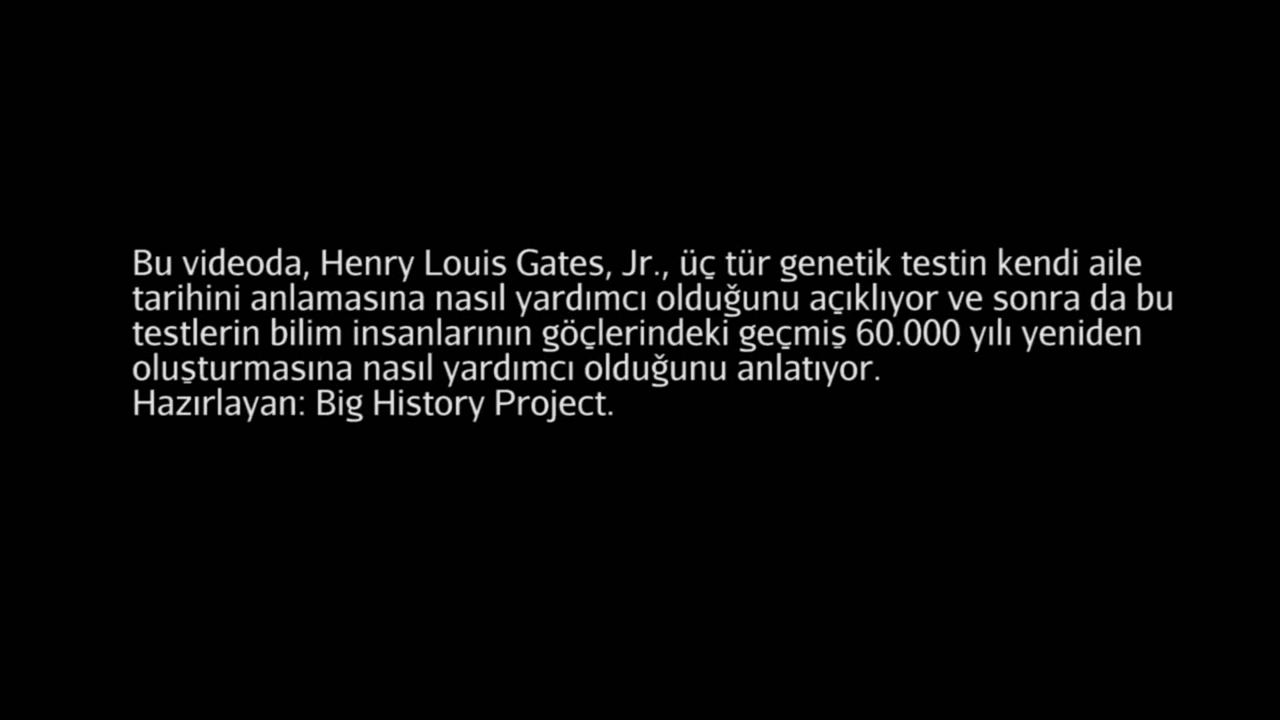 Bu videoda, Henry Louis Gates, Jr., üç tür genetik testin kendi aile
tarihini anlamasına nasıl yardımcı olduğunu açıklıyor ve sonra da bu
testlerin bilim insanlarının göçlerindeki geçmiş 60.000 yılı yeniden
oluşturmasına nasıl yardımcı olduğunu anlatıyor.
Hazırlayan: Big History Project.